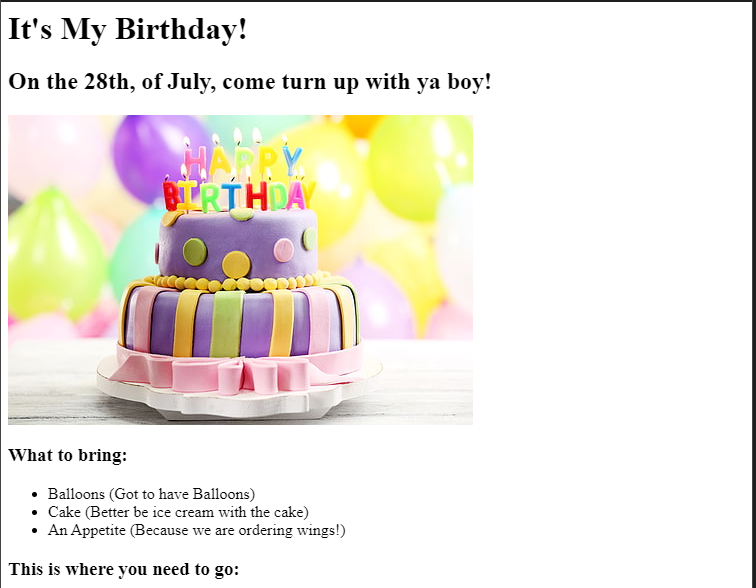 It's My Birthday!
On the 28th, of July, come turn up with ya boy!
HAPPY
BIRTHDAY
What to bring:
Balloons (Got to have Balloons)
Cake (Better be ice cream with the cake)
An Appetite (Because we are ordering wings!)
This is where you need to go: